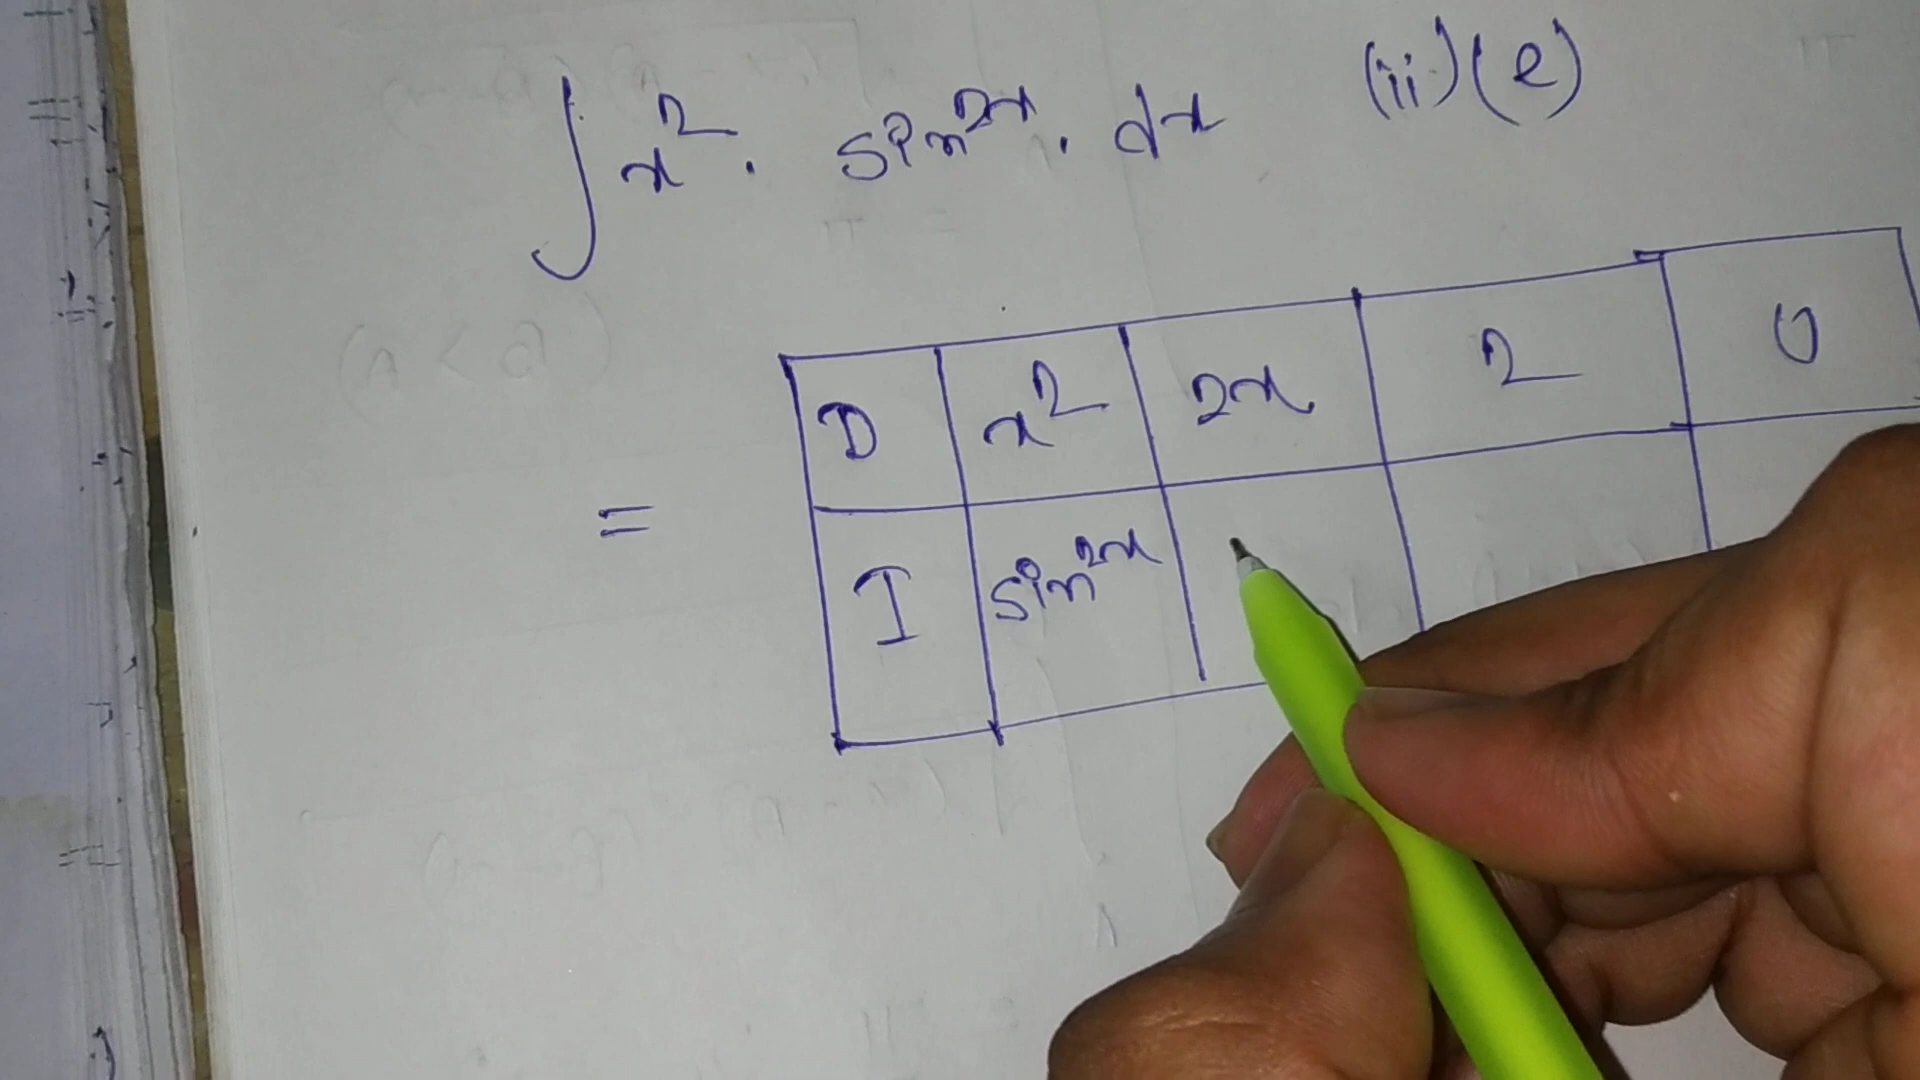 ∫ x². sin2x. dx (ii) (e)
= D x² 2x 2 0
I sin2x